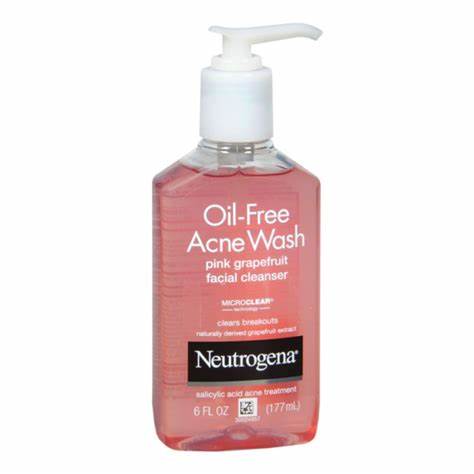 Oil-Free
Acne Wash
pink grapefruit
facial cleanser
MICROCLEAR®
technology
clears breakouts
naturally derived grapefruit extract
Neutrogena®
salicylic acid acne treatment
6 FL OZ (177mL)